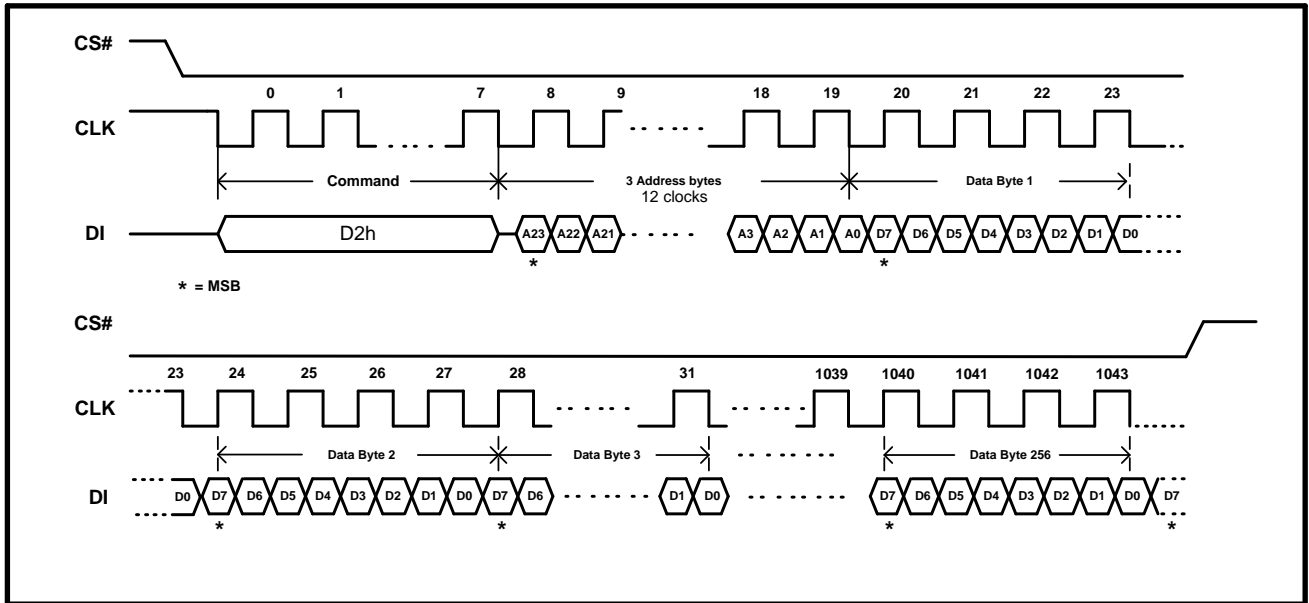 CS#
0 1 7 8 9 18 19 20 21 22 23
CLK
Command 3 Address bytes Data Byte 1
12 clocks
DI D2h A23 A22 A21 A3 A2 A1 A0 D7 D6 D5 D4 D3 D2 D1 D0
* *
* = MSB
CS#
23 24 25 26 27 28 31 1039 1040 1041 1042 1043
CLK
Data Byte 2 Data Byte 3 Data Byte 256
DI D0 D7 D6 D5 D4 D3 D2 D1 D0 D7 D6 D1 D0 D7 D6 D5 D4 D3 D2 D1 D0 D7
* * * *